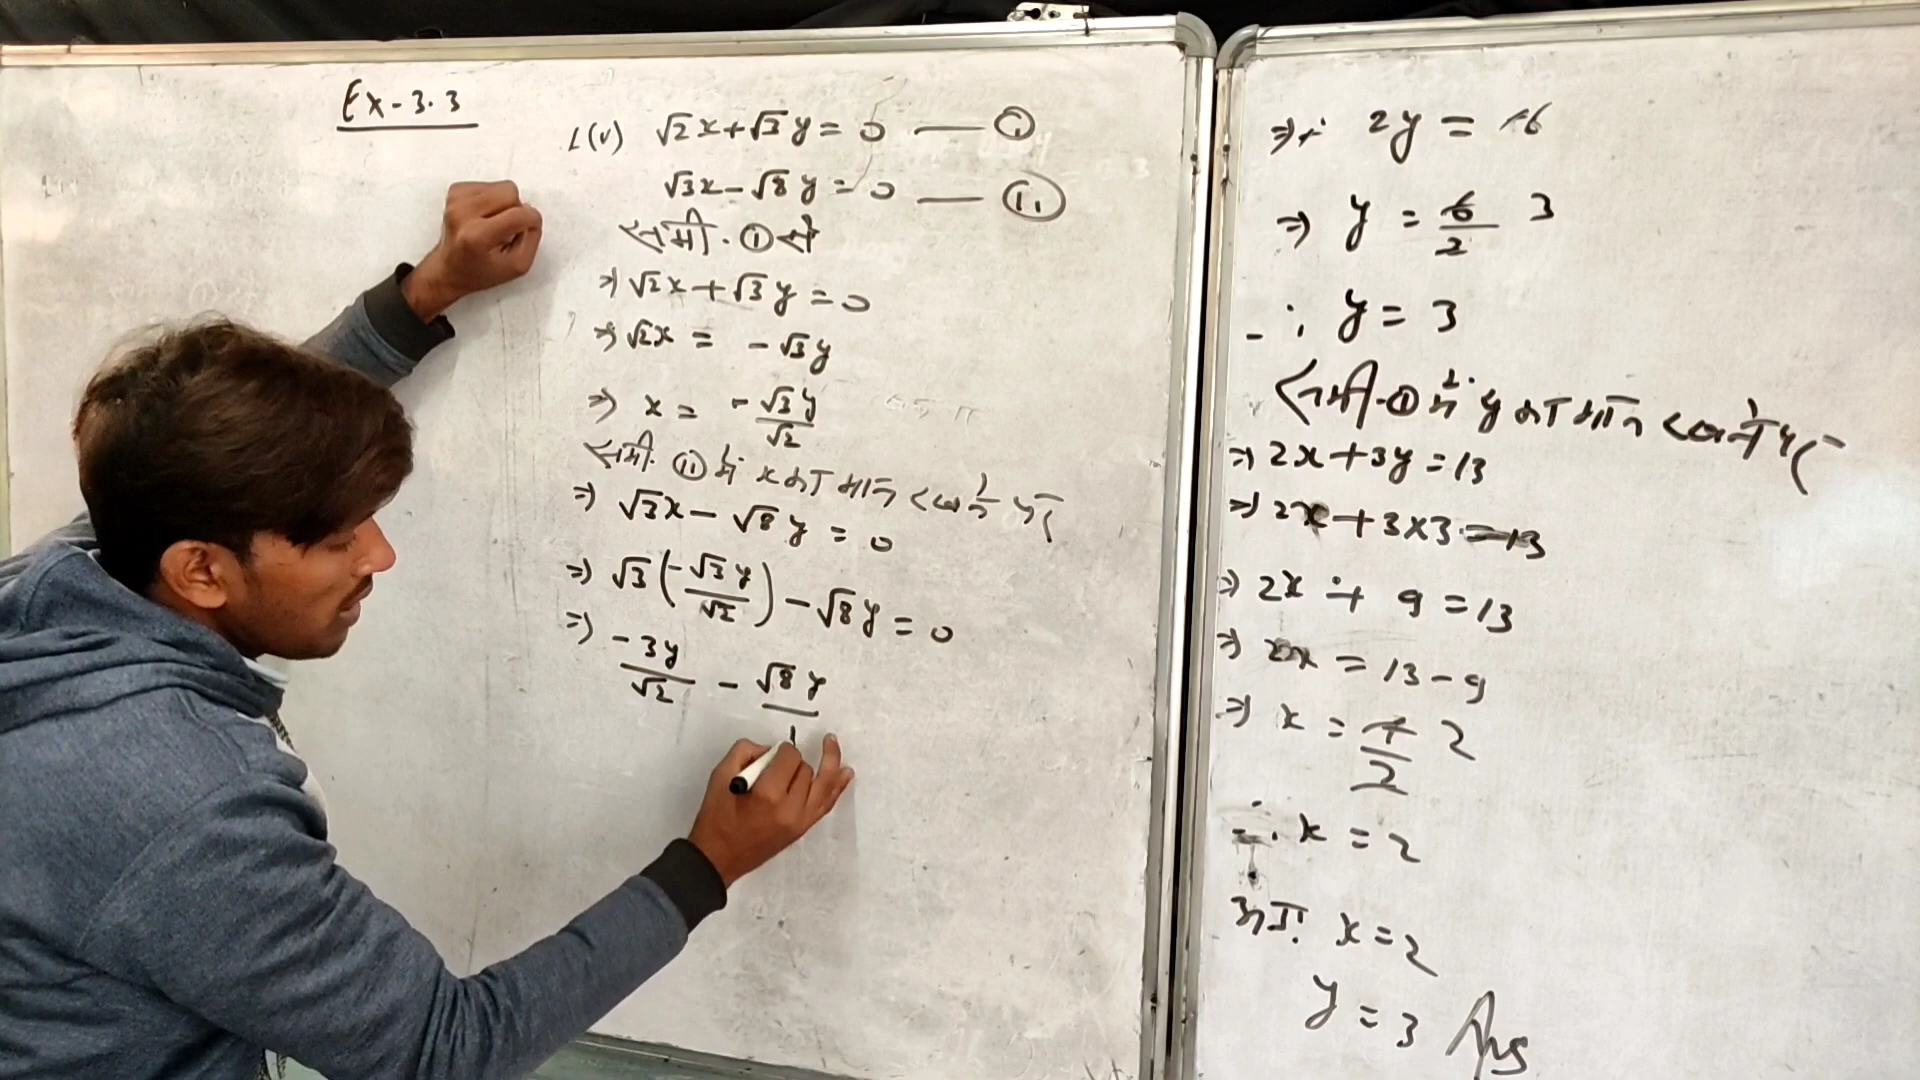 Ex-3.3
1(v) √2x+√3y=0 — (i)
√3x-√8y=0 — (ii)
समी. (i) से
⇒ √2x+√3y=0
⇒ √2x = -√3y
⇒ x = -√3y/√2
समी. (ii) में x का मान रखने पर
⇒ √3x-√8y=0
⇒ √3(-√3y/√2)-√8y=0
⇒ -3y/√2 - √8y/1
⇒ 2y = 6
⇒ y = 6/2 3
∴ y = 3
समी. (i) में y का मान रखने पर
⇒ 2x+3y=13
⇒ 2x+3×3=13
⇒ 2x+9=13
⇒ 2x=13-9
⇒ x=4/2 2
∴ x=2
अतः x=2
y=3 Ans